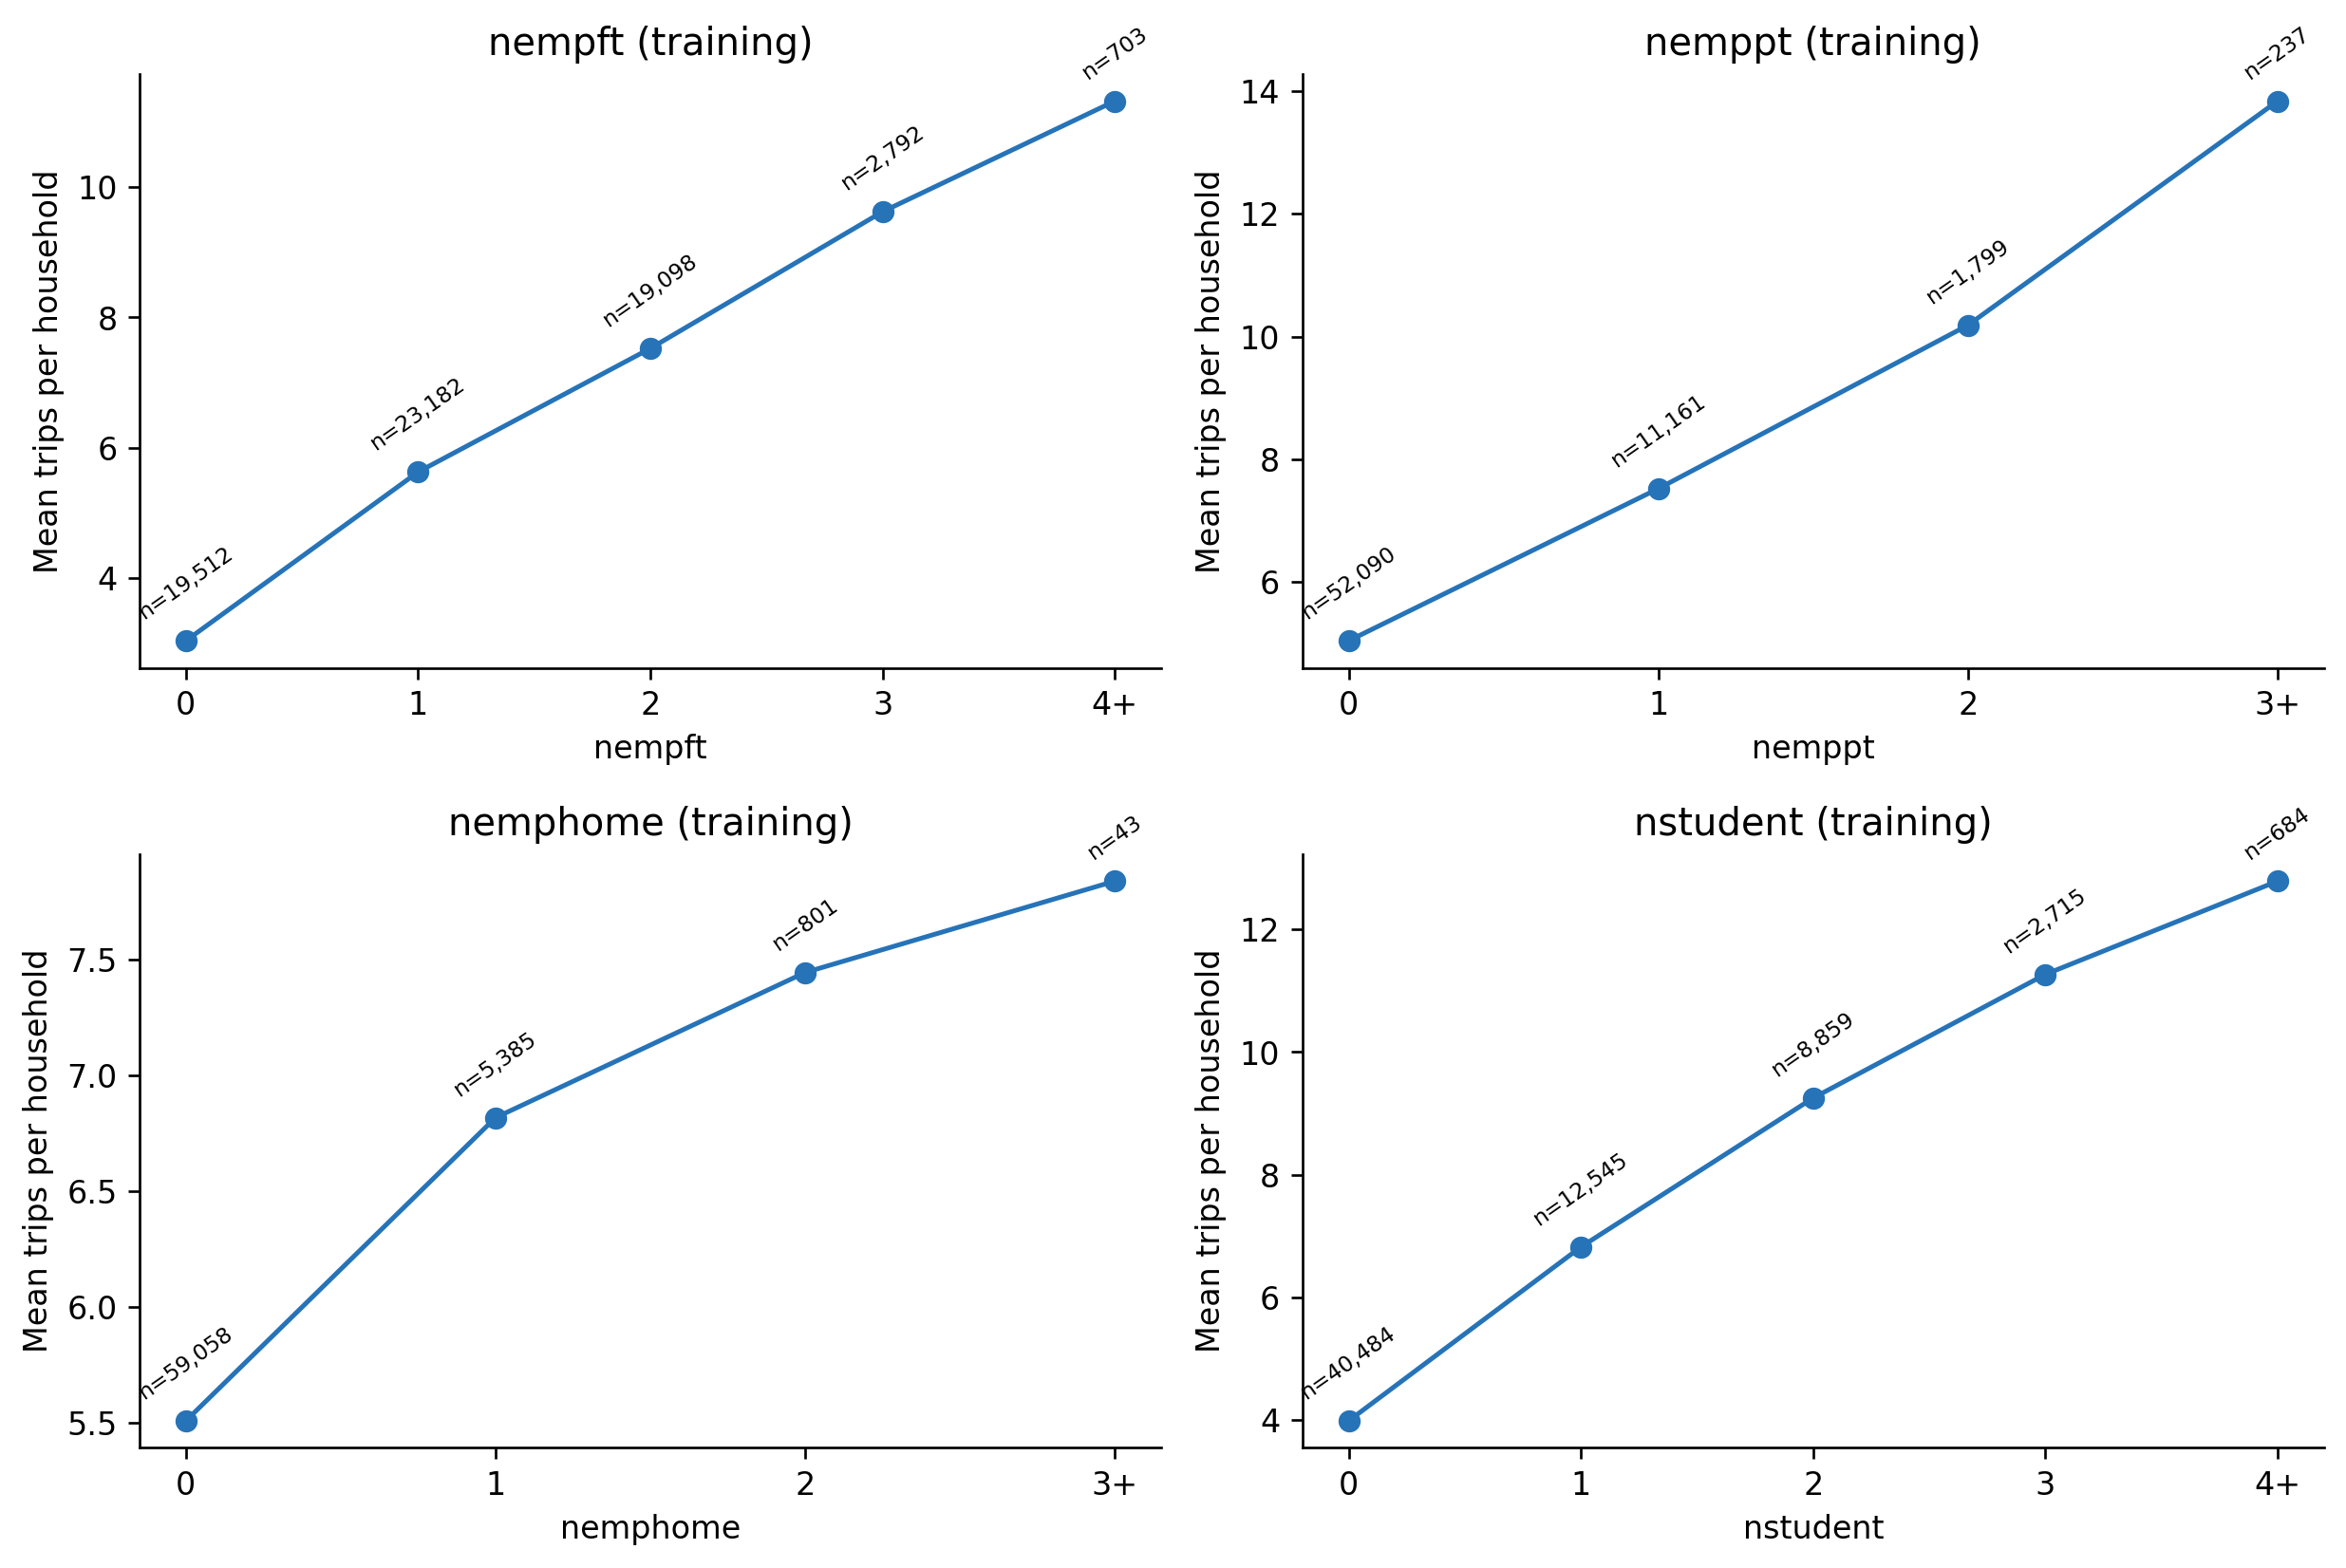 nempft (training)
Mean trips per household
10
8
6
4
n=19,512
n=23,182
n=19,098
n=2,792
n=703
0
1
2
3
4+
nempft
nemppt (training)
Mean trips per household
14
12
10
8
6
n=52,090
n=11,161
n=1,799
n=237
0
1
2
3+
nemppt
nemphome (training)
Mean trips per household
7.5
7.0
6.5
6.0
5.5
n=59,058
n=5,385
n=801
n=43
0
1
2
3+
nemphome
nstudent (training)
Mean trips per household
12
10
8
6
4
n=40,484
n=12,545
n=8,859
n=2,715
n=684
0
1
2
3
4+
nstudent